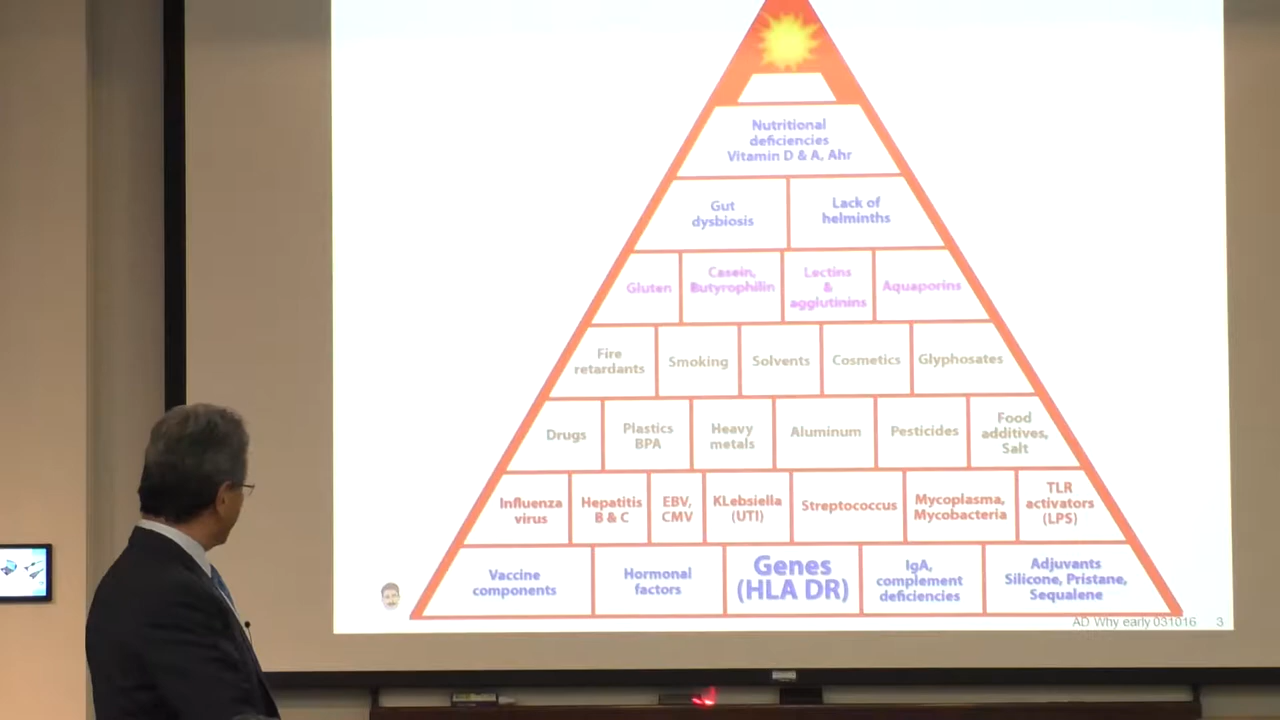 Nutritional
deficiencies
Vitamin D & A, Ahr
Gut
dysbiosis
Lack of
helminths
Gluten
Casein,
Butyrophilin
Lectins
&
agglutinins
Aquaporins
Fire
retardants
Smoking
Solvents
Cosmetics
Glyphosates
Drugs
Plastics
BPA
Heavy
metals
Aluminum
Pesticides
Food
additives,
Salt
Influenza
virus
Hepatitis
B & C
EBV,
CMV
KLebsiella
(UTI)
Streptococcus
Mycoplasma,
Mycobacteria
TLR
activators
(LPS)
Vaccine
components
Hormonal
factors
Genes
(HLA DR)
IgA,
complement
deficiencies
Adjuvants
Silicone, Pristane,
Sequalene
AD Why early 031016 3